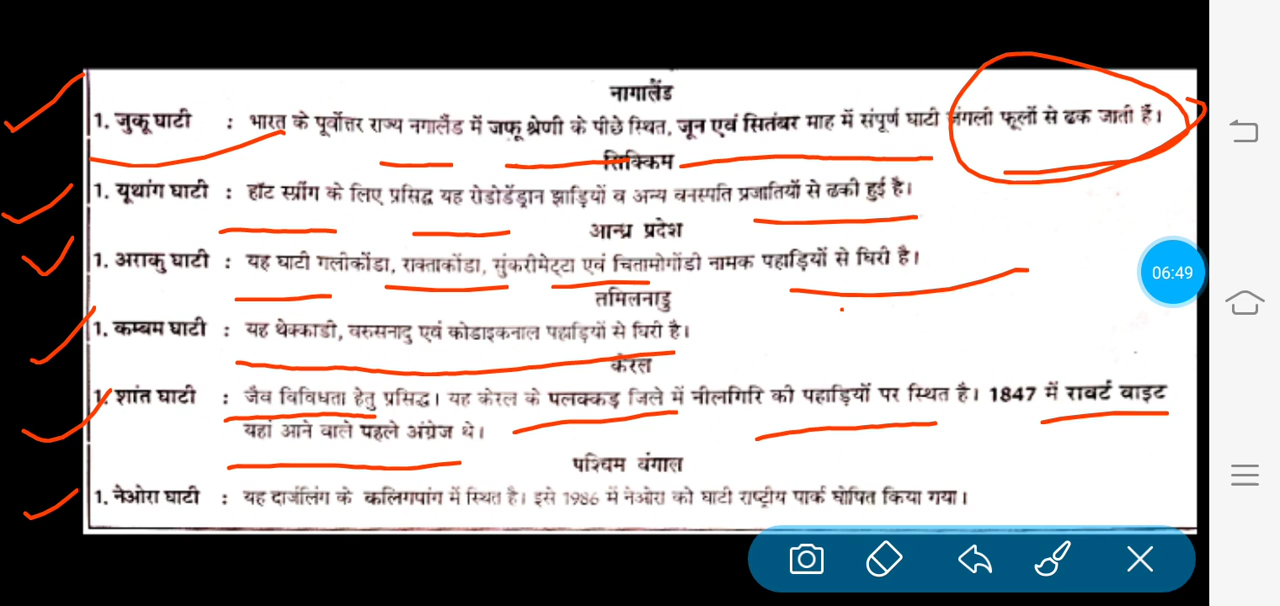 नागालैंड
1. जुकू घाटी : भारत के पूर्वोत्तर राज्य नगालैंड में जफू श्रेणी के पीछे स्थित, जून एवं सितंबर माह में संपूर्ण घाटी जंगली फूलों से ढक जाती हैं।
सिक्किम
1. यूथांग घाटी : हॉट स्प्रींग के लिए प्रसिद्ध यह रोडोडेंड्रान झाड़ियों व अन्य वनस्पति प्रजातियों से ढकी हुई है।
आन्ध्र प्रदेश
1. अराकु घाटी : यह घाटी गलीकोंडा, राक्ताकोंडा, सुंकरीमेट्टा एवं चितामोगोंडी नामक पहाड़ियों से घिरी है।
तमिलनाडु
1. कम्बम घाटी : यह थेक्काडी, वरुसनादु एवं कोडाइकनाल पहाड़ियों से घिरी है।
केरल
1. शांत घाटी : जैव विविधता हेतु प्रसिद्ध। यह केरल के पलक्कड़ जिले में नीलगिरि की पहाड़ियों पर स्थित है। 1847 में रावर्ट वाइट
यहां आने वाले पहले अंग्रेज थे।
पश्चिम बंगाल
1. नेओरा घाटी : यह दार्जलिंग के कलिगपांग में स्थित है। इसे 1986 में नेओरा को घाटी राष्ट्रीय पार्क घोषित किया गया।
06:49